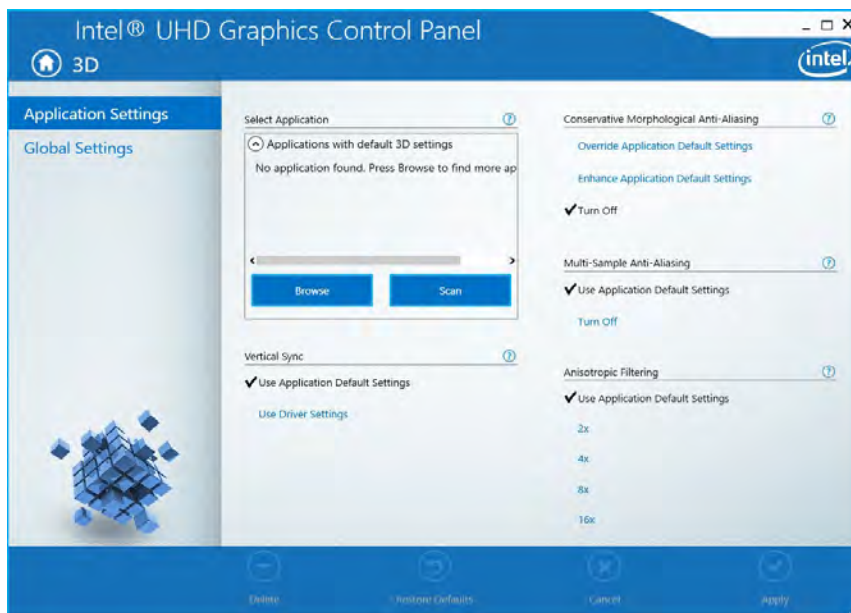 Intel® UHD Graphics Control Panel
3D
intel
Application Settings
Global Settings
Select Application
Applications with default 3D settings
No application found. Press Browse to find more ap
Browse
Scan
Vertical Sync
Use Application Default Settings
Use Driver Settings
Conservative Morphological Anti-Aliasing
Override Application Default Settings
Enhance Application Default Settings
Turn Off
Multi-Sample Anti-Aliasing
Use Application Default Settings
Turn Off
Anisotropic Filtering
Use Application Default Settings
2x
4x
8x
16x
Delete
Restore Defaults
Cancel
Apply